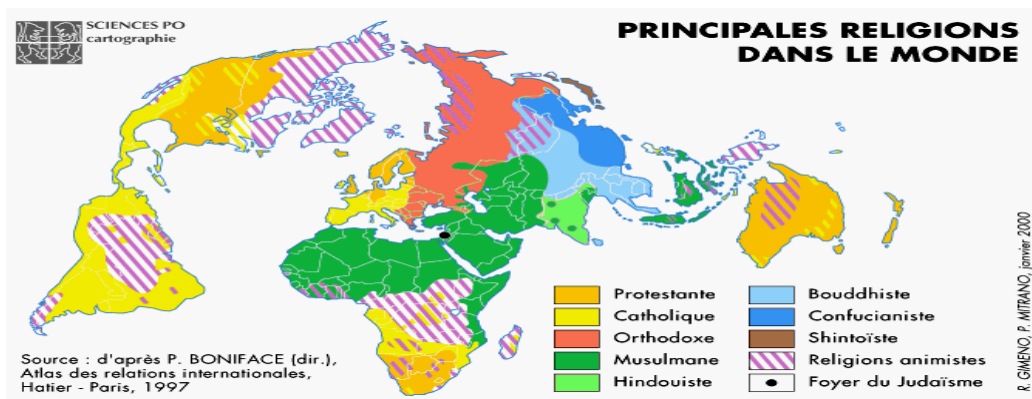 SCIENCES PO
cartographie
PRINCIPALES RELIGIONS
DANS LE MONDE
Protestante
Catholique
Orthodoxe
Musulmane
Hindouiste
Bouddhiste
Confucianiste
Shintoïste
Religions animistes
Foyer du Judaïsme
Source : d'après P. BONIFACE (dir.),
Atlas des relations internationales,
Hatier - Paris, 1997
R. GIMENO, P. MITRANO, janvier 2000